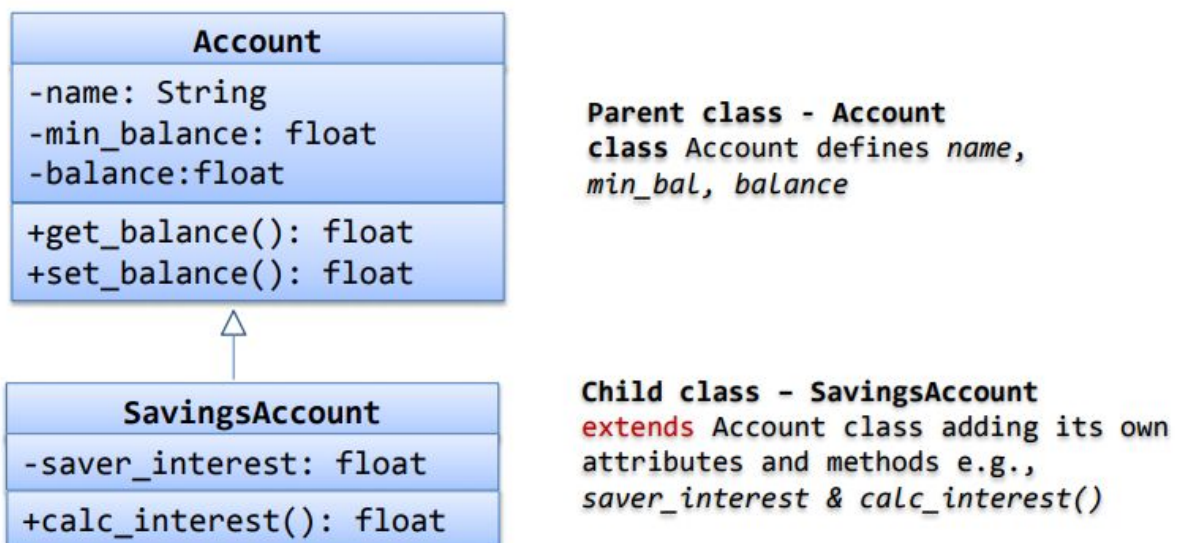 Account
-name: String
-min_balance: float
-balance:float
+get_balance(): float
+set_balance(): float
Parent class - Account
class Account defines name,
min_bal, balance
SavingsAccount
-saver_interest: float
+calc_interest(): float
Child class – SavingsAccount
extends Account class adding its own
attributes and methods e.g.,
saver_interest & calc_interest()